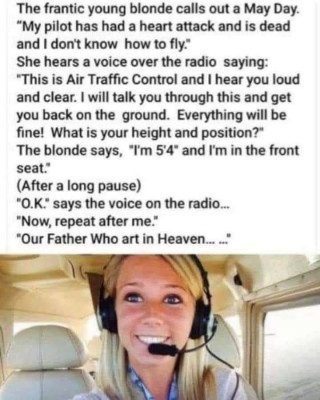 The frantic young blonde calls out a May Day.
"My pilot has had a heart attack and is dead
and I don't know how to fly."
She hears a voice over the radio saying:
"This is Air Traffic Control and I hear you loud
and clear. I will talk you through this and get
you back on the ground. Everything will be
fine! What is your height and position?"
The blonde says, "I'm 5'4" and I'm in the front
seat."
(After a long pause)
"O.K." says the voice on the radio...
"Now, repeat after me."
"Our Father Who art in Heaven... ..."